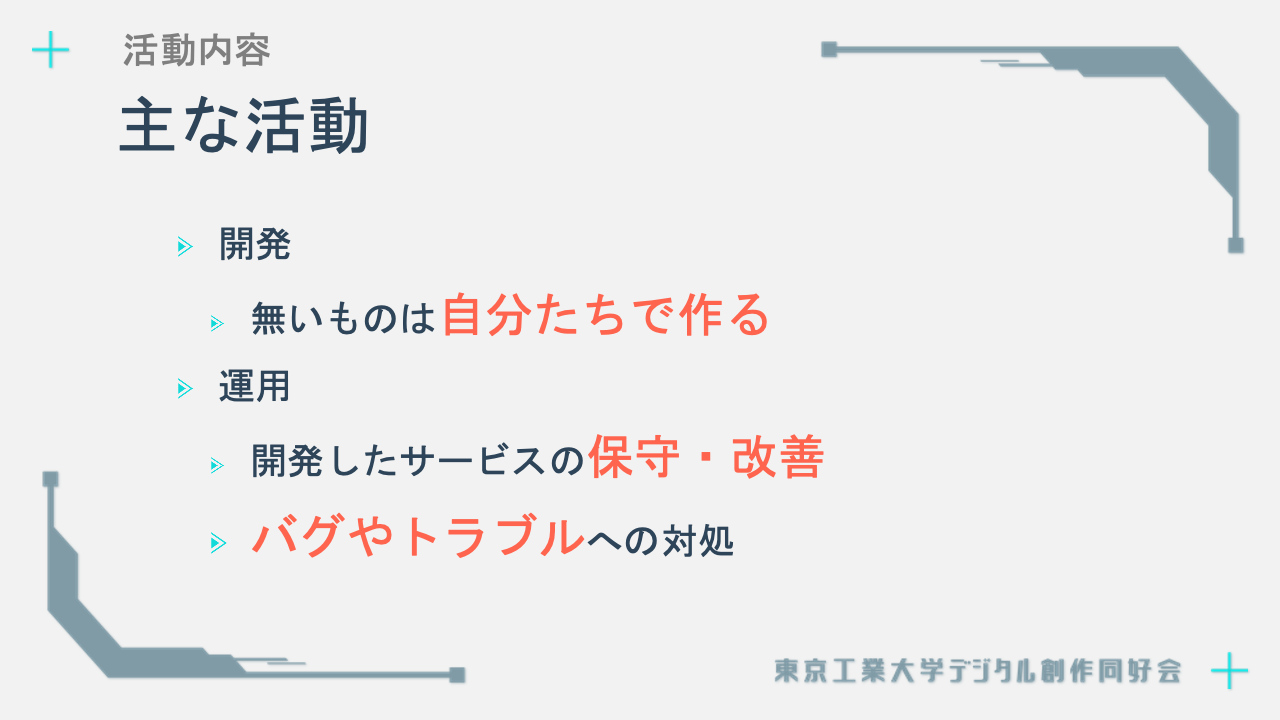 活動内容
主な活動
開発
無いものは自分たちで作る
運用
開発したサービスの保守・改善
バグやトラブルへの対処
東京工業大学デジタル創作同好会